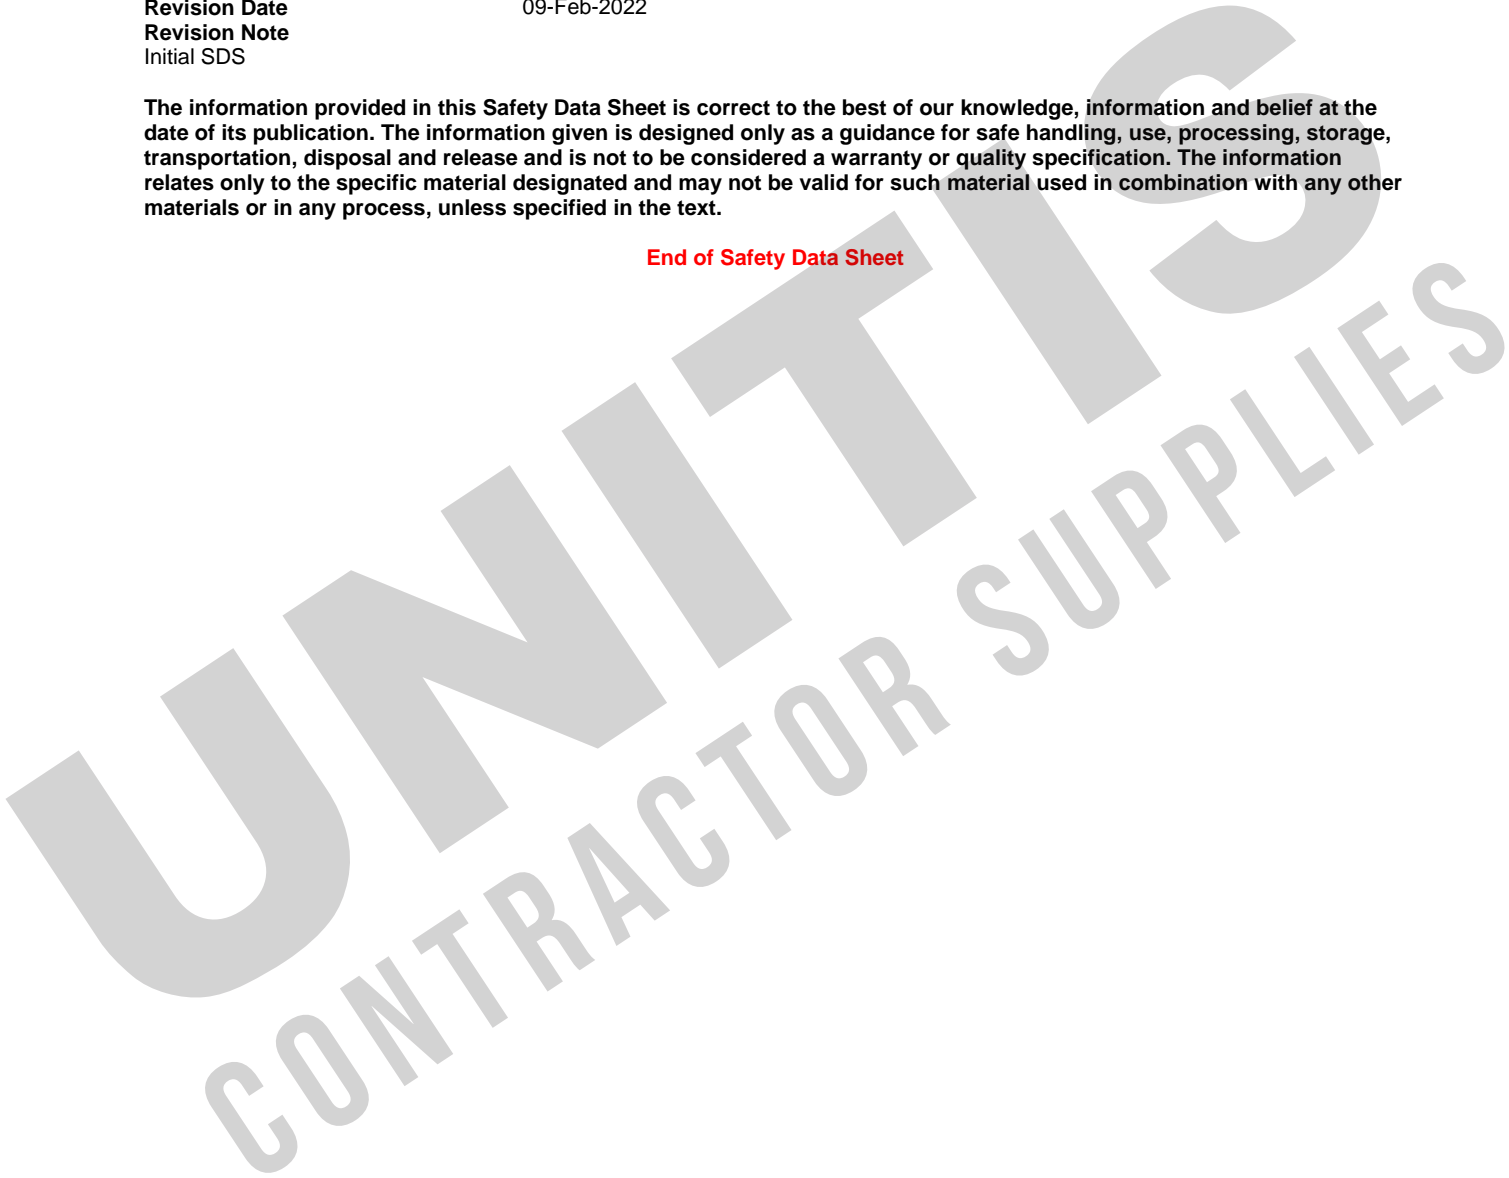 Revision Date 09-Feb-2022
Revision Note
Initial SDS
The information provided in this Safety Data Sheet is correct to the best of our knowledge, information and belief at the
date of its publication. The information given is designed only as a guidance for safe handling, use, processing, storage,
transportation, disposal and release and is not to be considered a warranty or quality specification. The information
relates only to the specific material designated and may not be valid for such material used in combination with any other
materials or in any process, unless specified in the text.
End of Safety Data Sheet
UNITIS
CONTRACTOR SUPPLIES